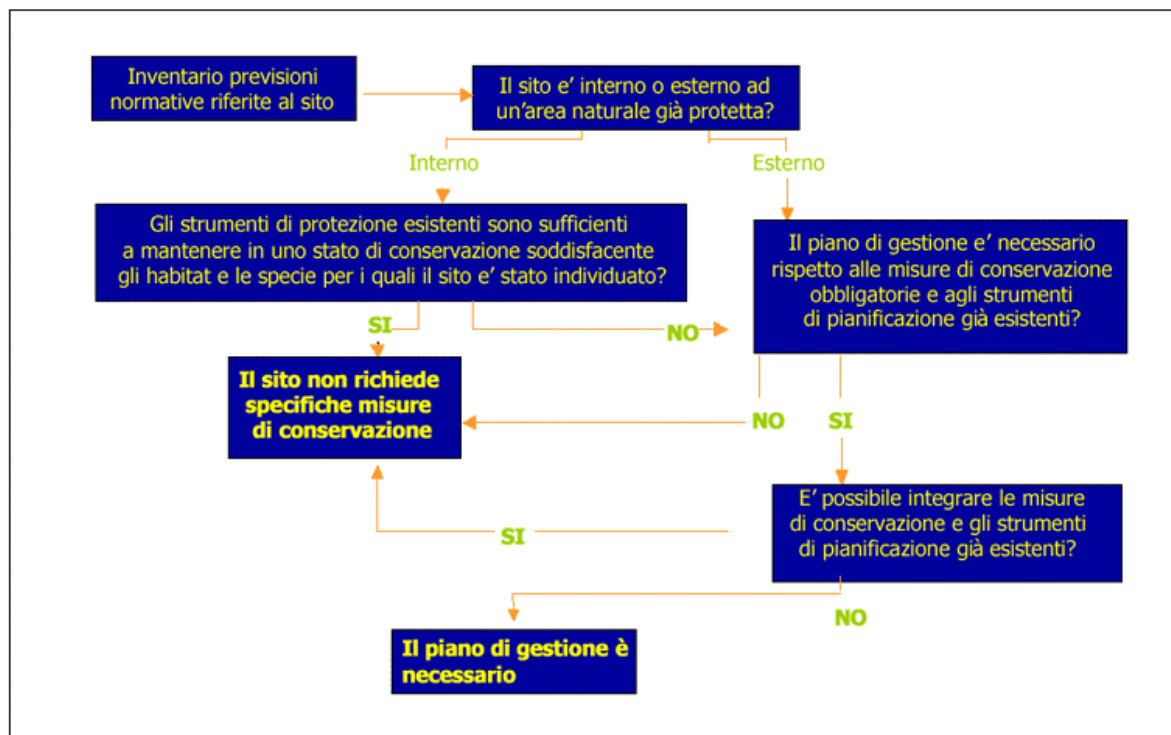 Inventario previsioni
normative riferite al sito
Il sito e' interno o esterno ad
un'area naturale già protetta?
Interno
Esterno
Gli strumenti di protezione esistenti sono sufficienti
a mantenere in uno stato di conservazione soddisfacente
gli habitat e le specie per i quali il sito e' stato individuato?
Il piano di gestione e' necessario
rispetto alle misure di conservazione
obbligatorie e agli strumenti
di pianificazione già esistenti?
SI
NO
Il sito non richiede
specifiche misure
di conservazione
NO
SI
E' possibile integrare le misure
di conservazione e gli strumenti
di pianificazione già esistenti?
SI
NO
Il piano di gestione è
necessario